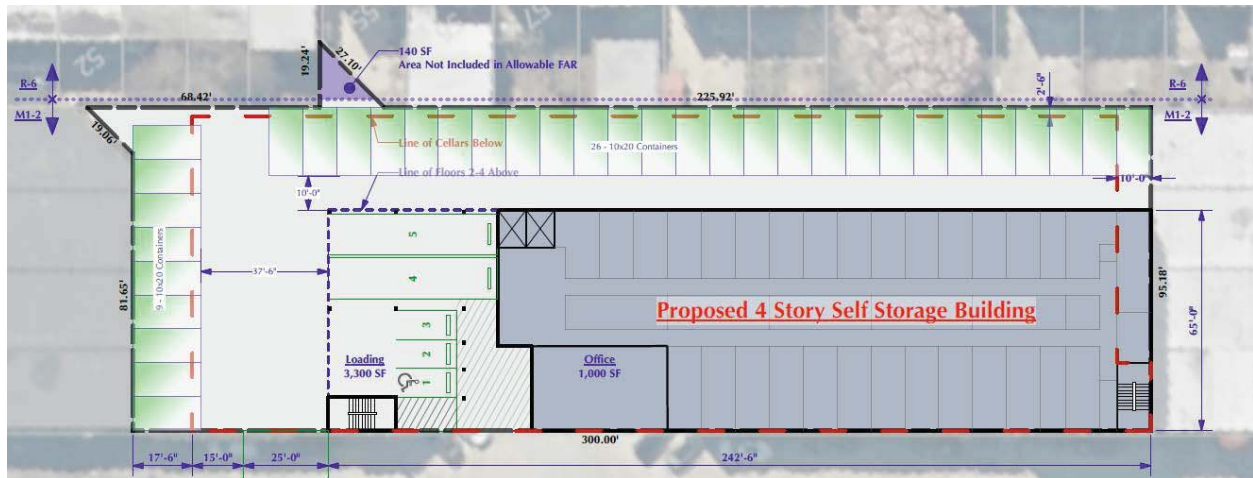 52
55
57
19.24'
27.10'
140 SF
Area Not Included in Allowable FAR
R-6
M1-2
68.42'
225.92'
2'-6"
R-6
M1-2
19.06'
Line of Cellars Below
26 - 10x20 Containers
Line of Floors 2-4 Above
10'-0"
10'-0"
9 - 10x20 Containers
37'-6"
81.65'
5
4
3
2
1
Proposed 4 Story Self Storage Building
95.18'
65'-0"
Loading
3,300 SF
Office
1,000 SF
300.00'
17'-6"
15'-0"
25'-0"
242'-6"